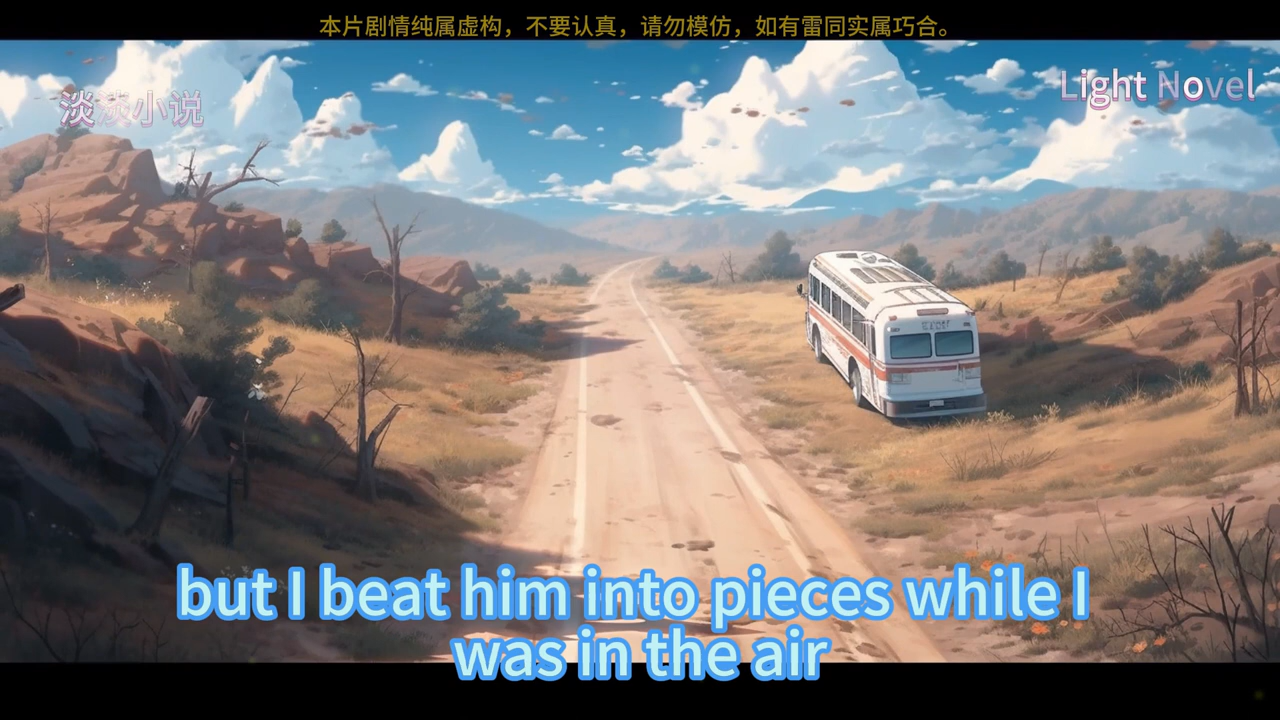 本片剧情纯属虚构，不要认真，请勿模仿，如有雷同实属巧合。
淡淡小说
Light Novel
but I beat him into pieces while I
was in the air